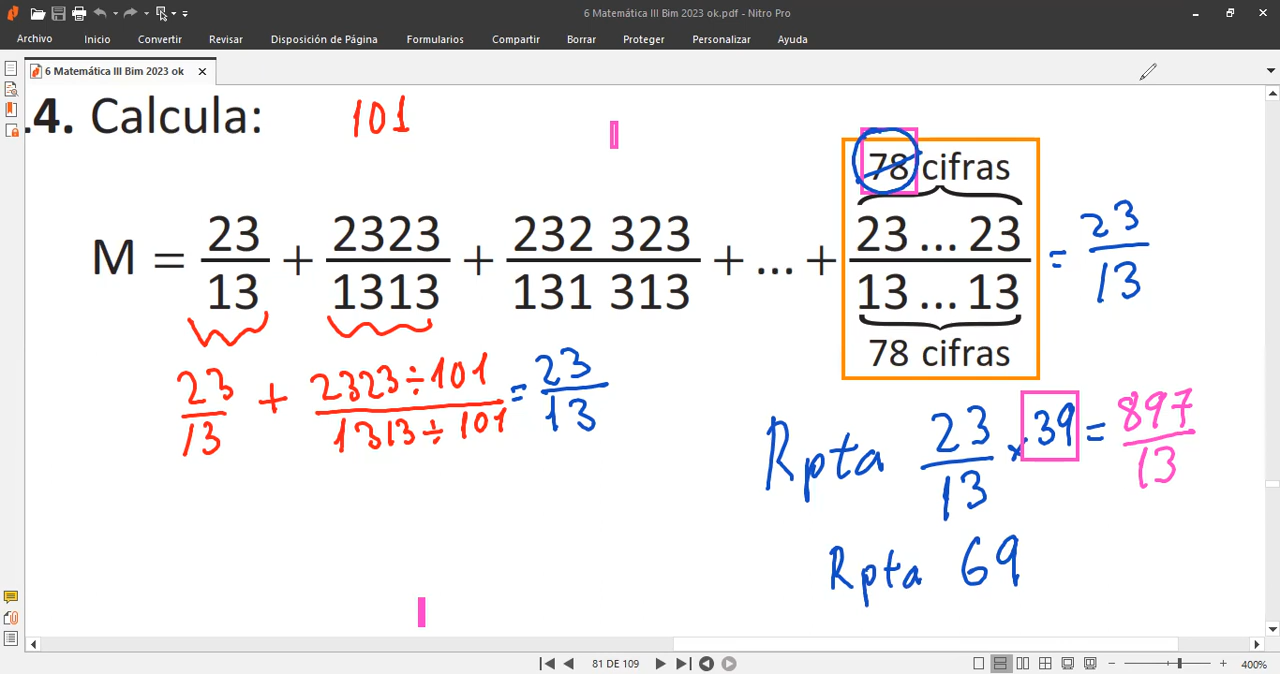 6 Matemática III Bim 2023 ok.pdf - Nitro Pro
Archivo Inicio Convertir Revisar Disposición de Página Formularios Compartir Borrar Proteger Personalizar Ayuda
6 Matemática III Bim 2023 ok
.4. Calcula: 101
78 cifras
M = 23/13 + 2323/1313 + 232 323/131 313 + ... + 23 ... 23/13 ... 13 = 23/13
78 cifras
23/13 + 2323÷101/1313÷101 = 23/13
Rpta 23/13 x 39 = 897/13
Rpta 69
81 DE 109
400%